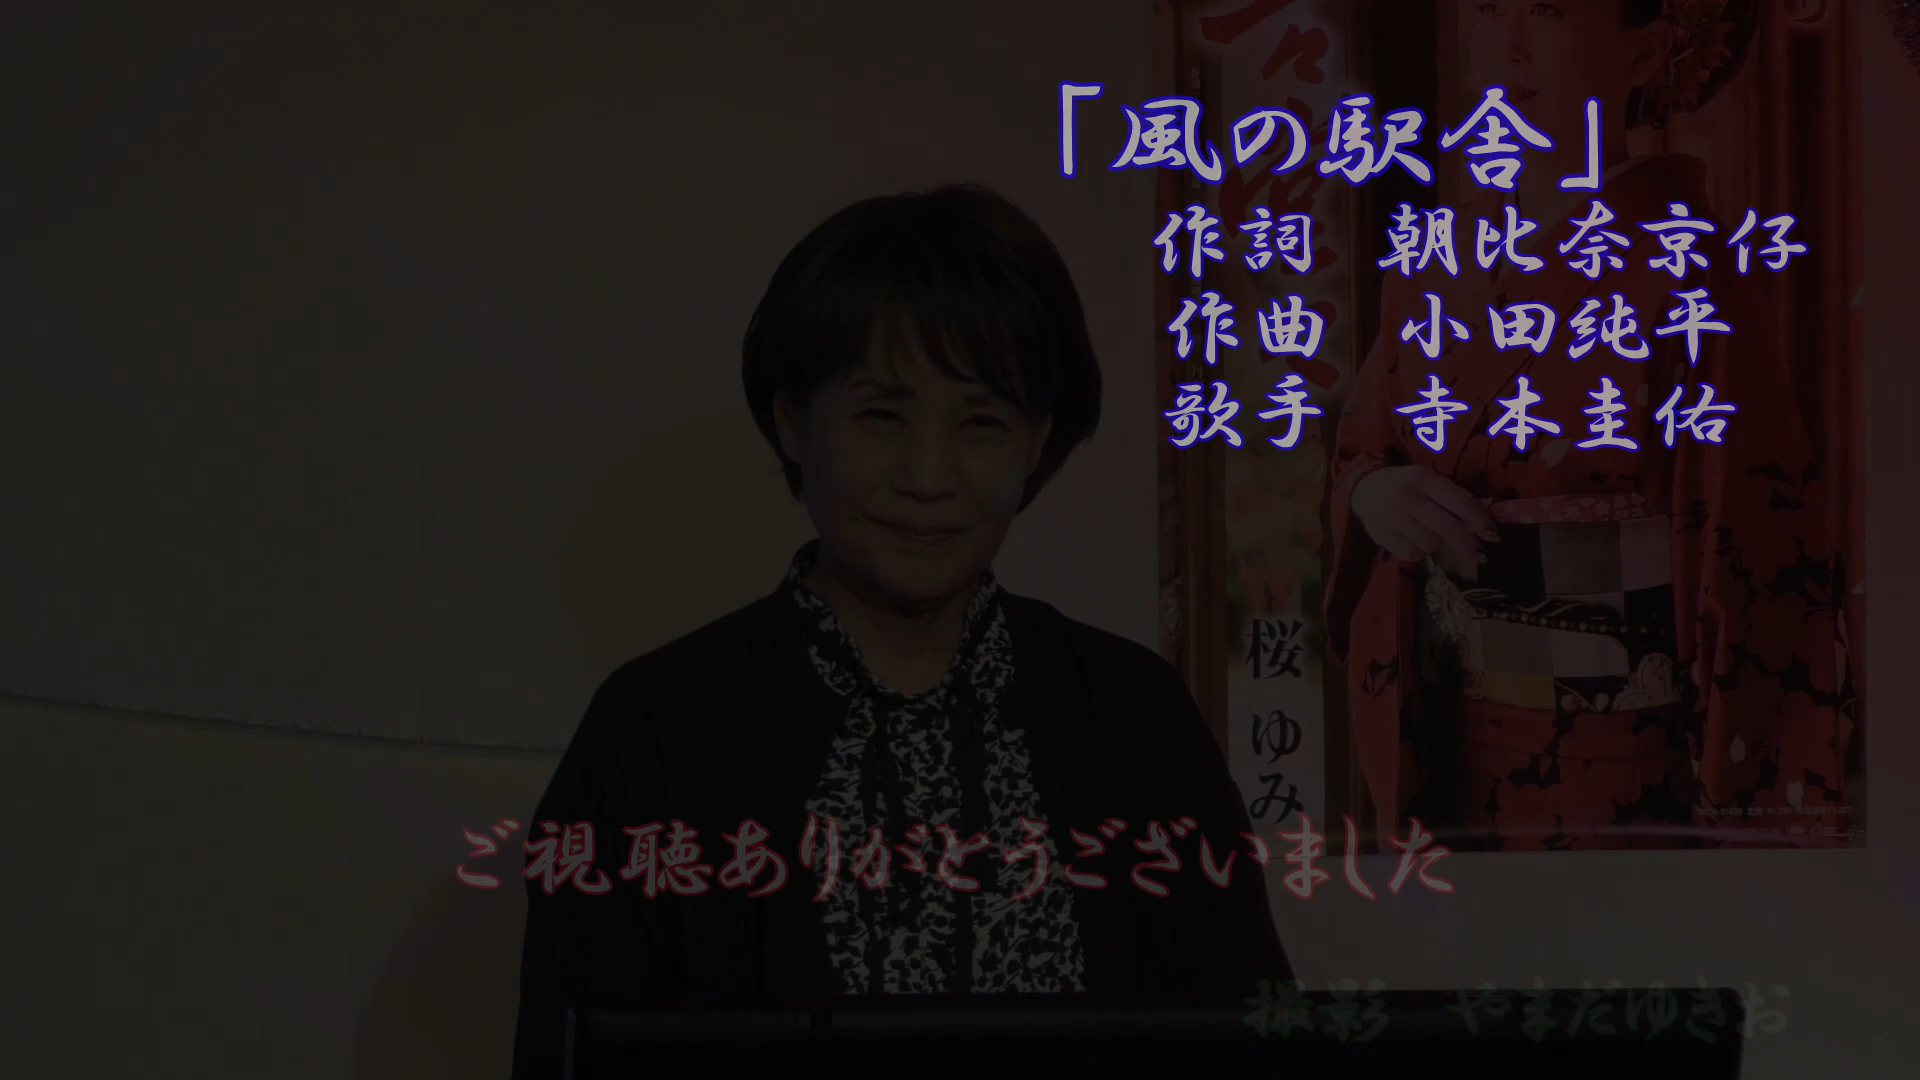 「風の駅舎」
作詞　朝比奈京仔
作曲　小田純平
歌手　寺本圭佑
桜 ゆみ
ご視聴ありがとうございました
撮影　やまだゆきお